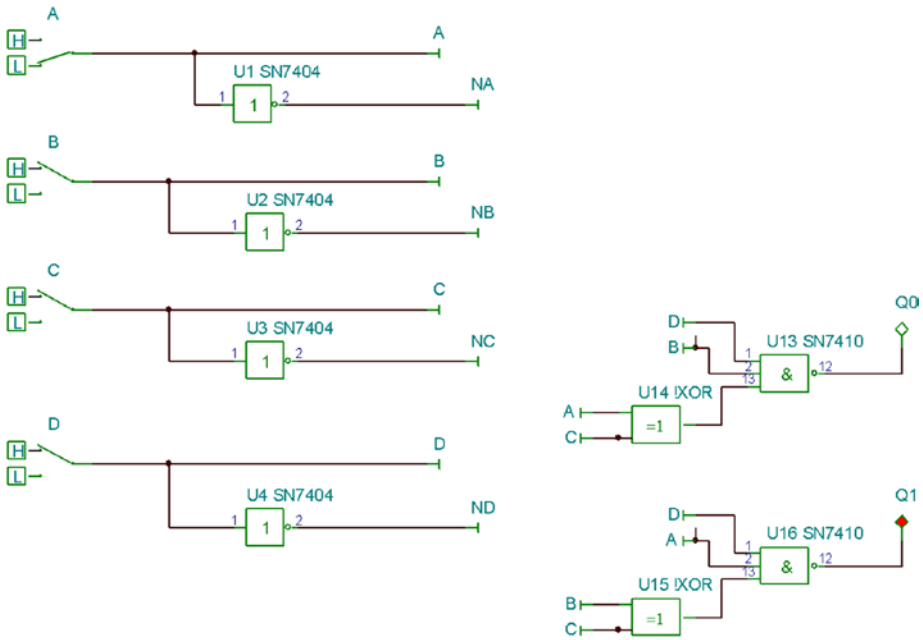 A
H
L
A
U1 SN7404
1 1 2
NA
B
H
L
B
U2 SN7404
1 1 2
NB
C
H
L
C
U3 SN7404
1 1 2
NC
D
H
L
D
U4 SN7404
1 1 2
ND
Q0
D
B
U13 SN7410
1
2
13
& 12
U14 !XOR
A
C
=1
Q1
D
A
U16 SN7410
1
2
13
& 12
U15 !XOR
B
C
=1